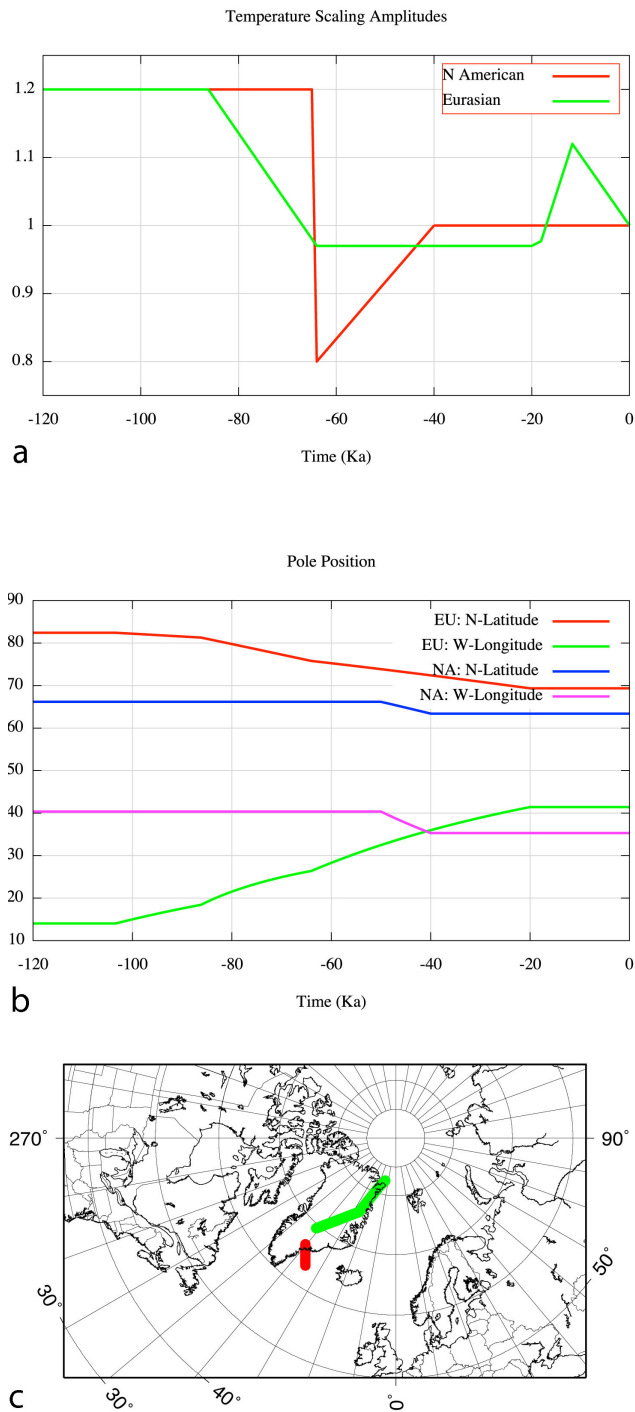 Temperature Scaling Amplitudes
1.2
1.1
1
0.9
0.8
N American
Eurasian
-120 -100 -80 -60 -40 -20 0
a
Time (Ka)
Pole Position
90
80
70
60
50
40
30
20
10
EU: N-Latitude
EU: W-Longitude
NA: N-Latitude
NA: W-Longitude
-120 -100 -80 -60 -40 -20 0
b
Time (Ka)
270° 90°
50°
30°
c
30° 40° 0°